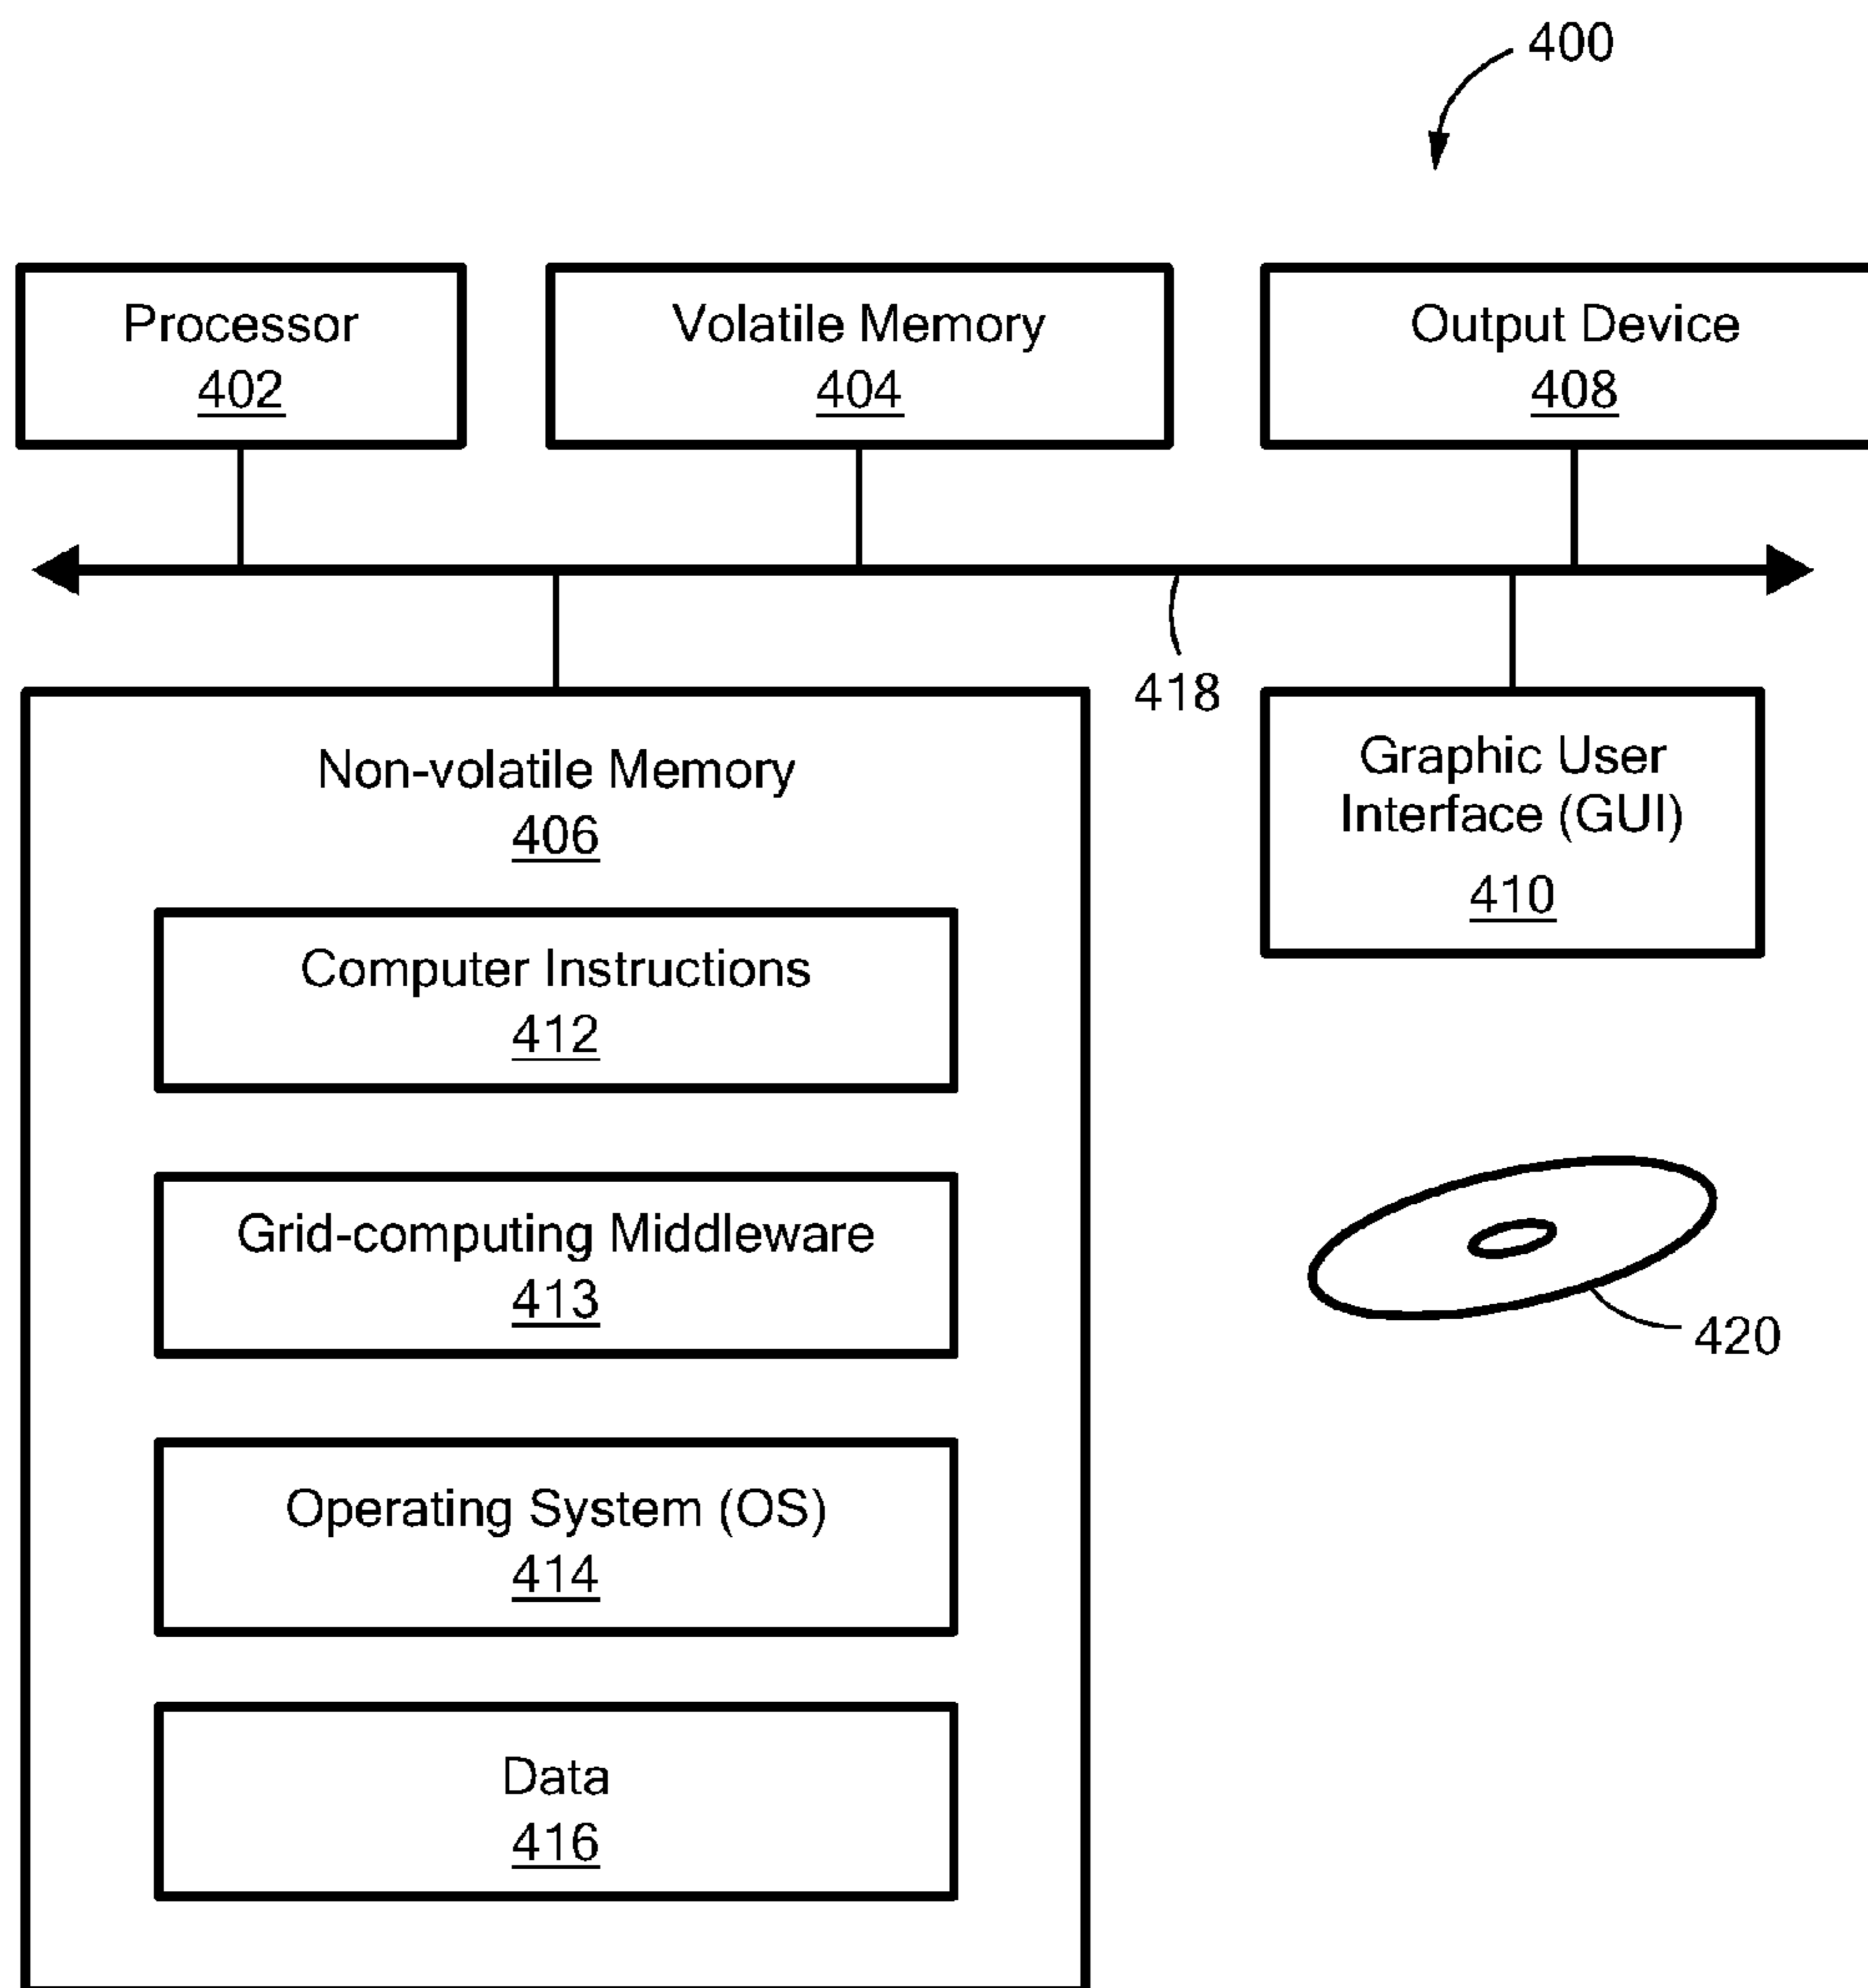 400
Processor
402
Volatile Memory
404
Output Device
408
418
Non-volatile Memory
406
Graphic User
Interface (GUI)
410
Computer Instructions
412
Grid-computing Middleware
413
420
Operating System (OS)
414
Data
416